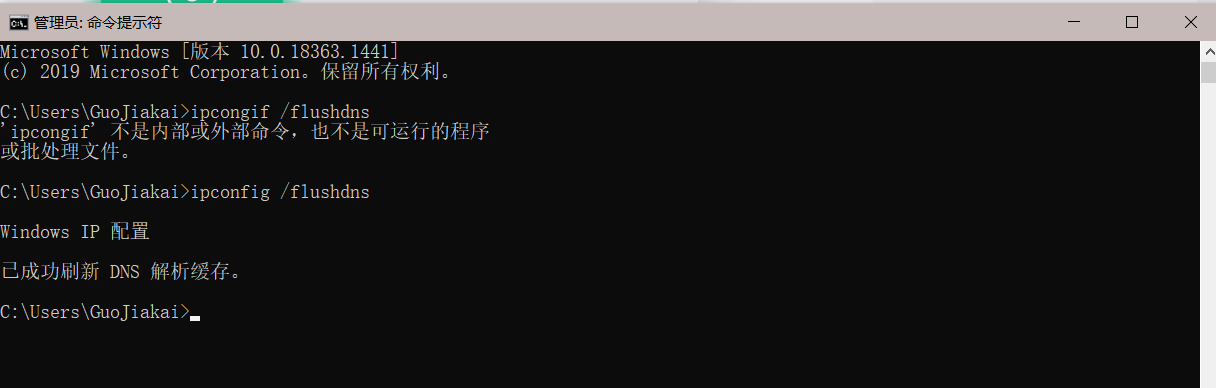 管理员: 命令提示符
Microsoft Windows [版本 10.0.18363.1441]
(c) 2019 Microsoft Corporation。保留所有权利。
C:\Users\GuoJiakai>ipcongif /flushdns
'ipcongif' 不是内部或外部命令，也不是可运行的程序
或批处理文件。
C:\Users\GuoJiakai>ipconfig /flushdns
Windows IP 配置
已成功刷新 DNS 解析缓存。
C:\Users\GuoJiakai>